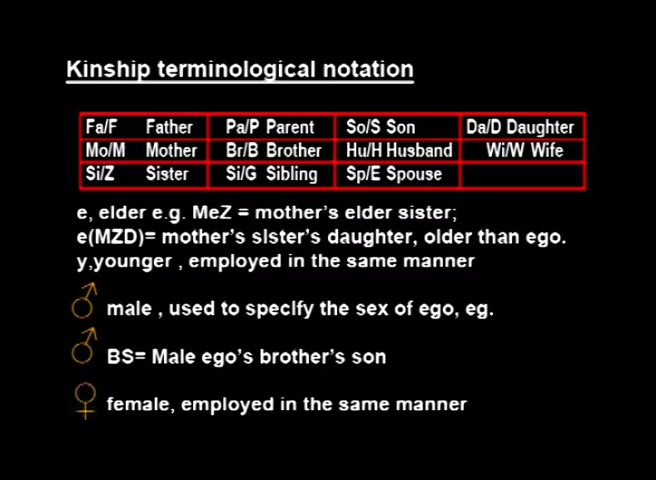 Kinship terminological notation
Fa/F Father Pa/P Parent So/S Son Da/D Daughter
Mo/M Mother Br/B Brother Hu/H Husband Wi/W Wife
Si/Z Sister Si/G Sibling Sp/E Spouse
e, elder e.g. MeZ = mother's elder sister;
e(MZD)= mother's sister's daughter, older than ego.
y,younger , employed in the same manner
♂ male , used to specify the sex of ego, eg.
♂ BS= Male ego's brother's son
♀ female, employed in the same manner